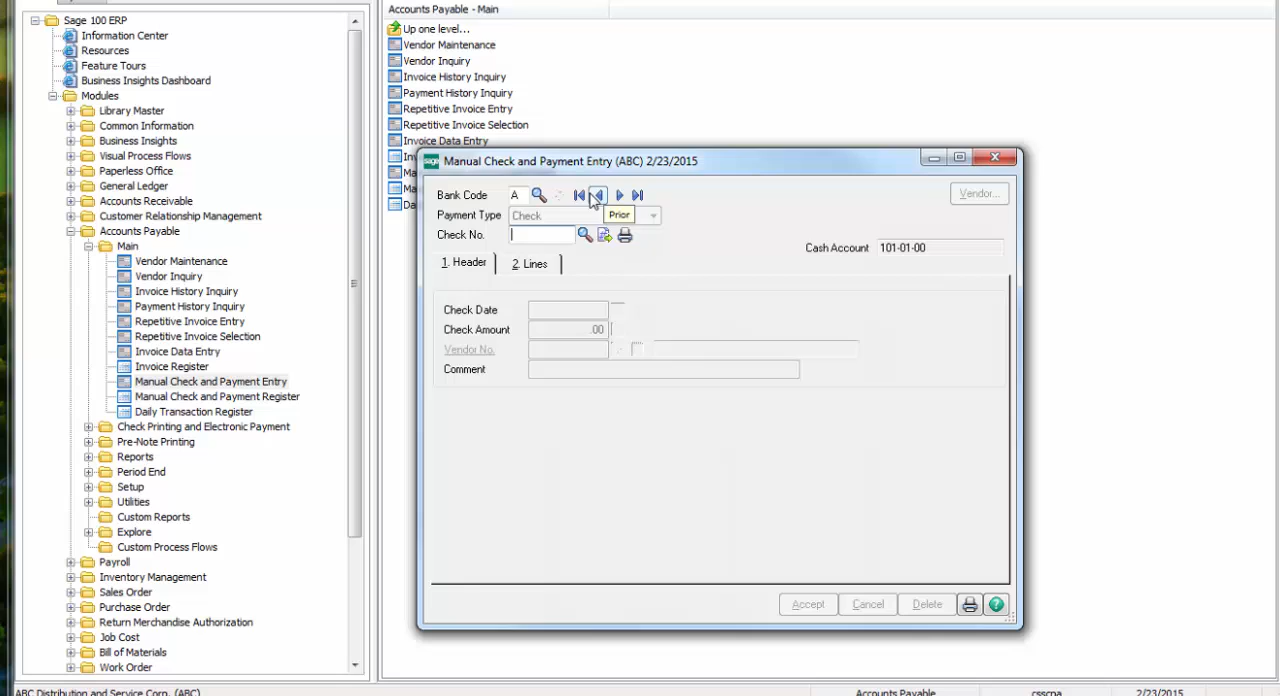 Sage 100 ERP
Information Center
Resources
Feature Tours
Business Insights Dashboard
Modules
Library Master
Common Information
Business Insights
Visual Process Flows
Paperless Office
General Ledger
Accounts Receivable
Customer Relationship Management
Accounts Payable
Main
Vendor Maintenance
Vendor Inquiry
Invoice History Inquiry
Payment History Inquiry
Repetitive Invoice Entry
Repetitive Invoice Selection
Invoice Data Entry
Invoice Register
Manual Check and Payment Entry
Manual Check and Payment Register
Daily Transaction Register
Check Printing and Electronic Payment
Pre-Note Printing
Reports
Period End
Setup
Utilities
Custom Reports
Explore
Custom Process Flows
Payroll
Inventory Management
Sales Order
Purchase Order
Return Merchandise Authorization
Job Cost
Bill of Materials
Work Order
Accounts Payable - Main
Up one level...
Vendor Maintenance
Vendor Inquiry
Invoice History Inquiry
Payment History Inquiry
Repetitive Invoice Entry
Repetitive Invoice Selection
Invoice Data Entry
Inv
Ma
Ma
Da
sage Manual Check and Payment Entry (ABC) 2/23/2015
Bank Code A
Vendor...
Payment Type Check
Prior
Check No.
Cash Account 101-01-00
1. Header 2. Lines
Check Date
Check Amount .00
Vendor No.
Comment
Accept Cancel Delete
ABC Distribution and Service Corp. (ABC) Accounts Payable csscpa 2/23/2015